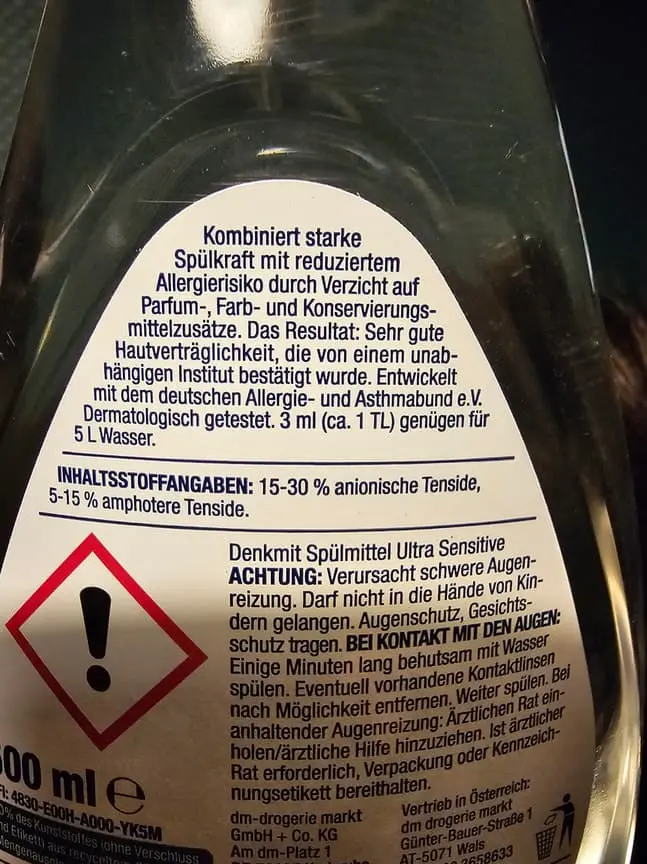 Kombiniert starke
Spülkraft mit reduziertem
Allergierisiko durch Verzicht auf
Parfum-, Farb- und Konservierungs-
mittelzusätze. Das Resultat: Sehr gute
Hautverträglichkeit, die von einem unab-
hängigen Institut bestätigt wurde. Entwickelt
mit dem deutschen Allergie- und Asthmabund e.V.
Dermatologisch getestet. 3 ml (ca. 1 TL) genügen für
5 L Wasser.
INHALTSSTOFFANGABEN: 15-30 % anionische Tenside,
5-15 % amphotere Tenside.
Denkmit Spülmittel Ultra Sensitive
ACHTUNG: Verursacht schwere Augen-
reizung. Darf nicht in die Hände von Kin-
dern gelangen. Augenschutz, Gesichts-
schutz tragen. BEI KONTAKT MIT DEN AUGEN:
Einige Minuten lang behutsam mit Wasser
spülen. Eventuell vorhandene Kontaktlinsen
nach Möglichkeit entfernen. Weiter spülen. Bei
anhaltender Augenreizung: Ärztlichen Rat ein-
holen/ärztliche Hilfe hinzuziehen. Ist ärztlicher
Rat erforderlich, Verpackung oder Kennzeich-
nungsetikett bereithalten.
00 ml e
4830-E00H-A000-YK5M
des Kunststoffes (ohne Verschluss
Etikett) aus
dm-drogerie markt
GmbH + Co. KG
Am dm-Platz 1
Vertrieb in Österreich:
dm drogerie markt
Günter-Bauer-Straße 1
AT-5071 Wals